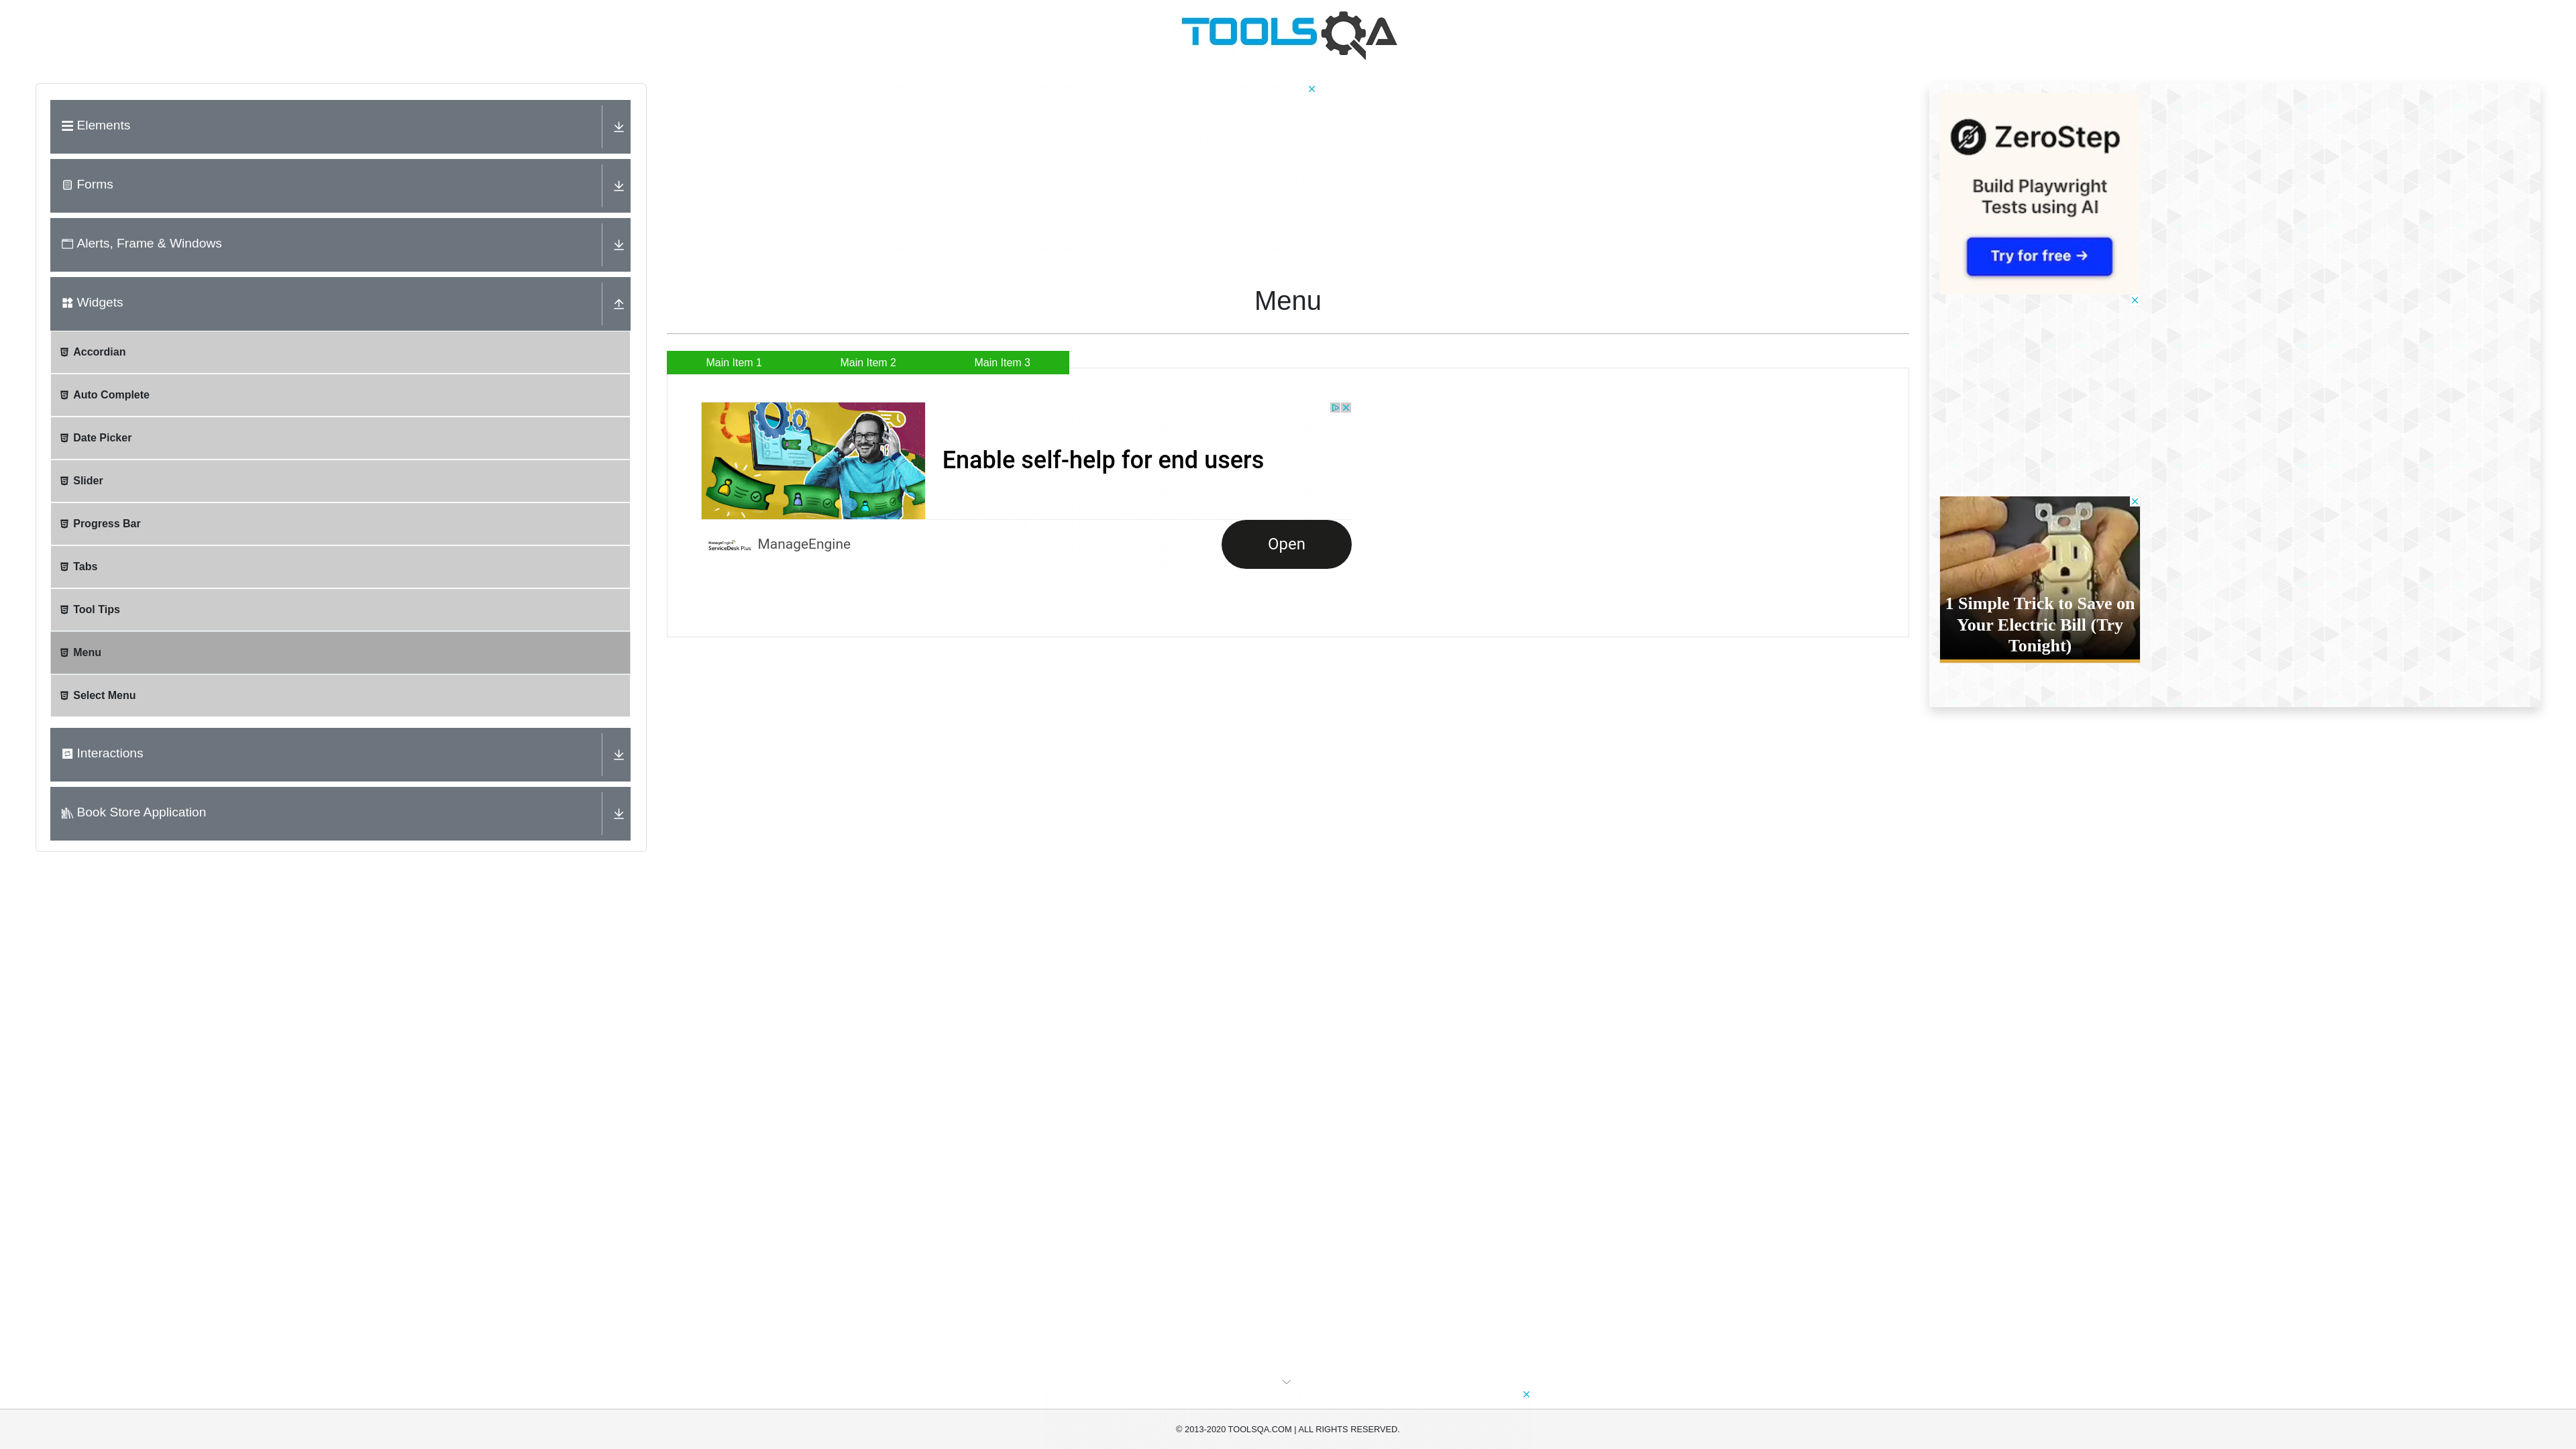 TOOLSQA
Elements
Forms
Alerts, Frame & Windows
Widgets
Accordian
Auto Complete
Date Picker
Slider
Progress Bar
Tabs
Tool Tips
Menu
Select Menu
Interactions
Book Store Application
Menu
Main Item 1
Main Item 2
Main Item 3
Enable self-help for end users
ManageEngine
ServiceDesk Plus
ManageEngine
Open
ZeroStep
Build Playwright
Tests using AI
Try for free →
1 Simple Trick to Save on
Your Electric Bill (Try
Tonight)
© 2013-2020 TOOLSQA.COM | ALL RIGHTS RESERVED.